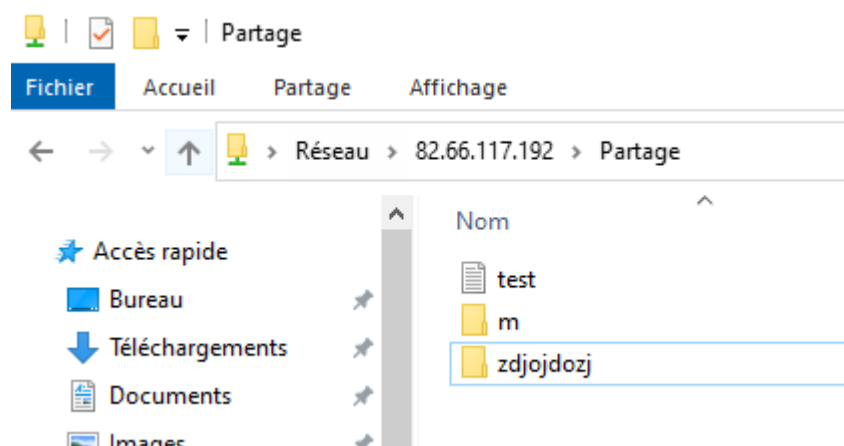 Partage
Fichier Accueil Partage Affichage
Réseau > 82.66.117.192 > Partage
Nom
Accès rapide
Bureau
Téléchargements
Documents
Images
test
m
zdjojdozj